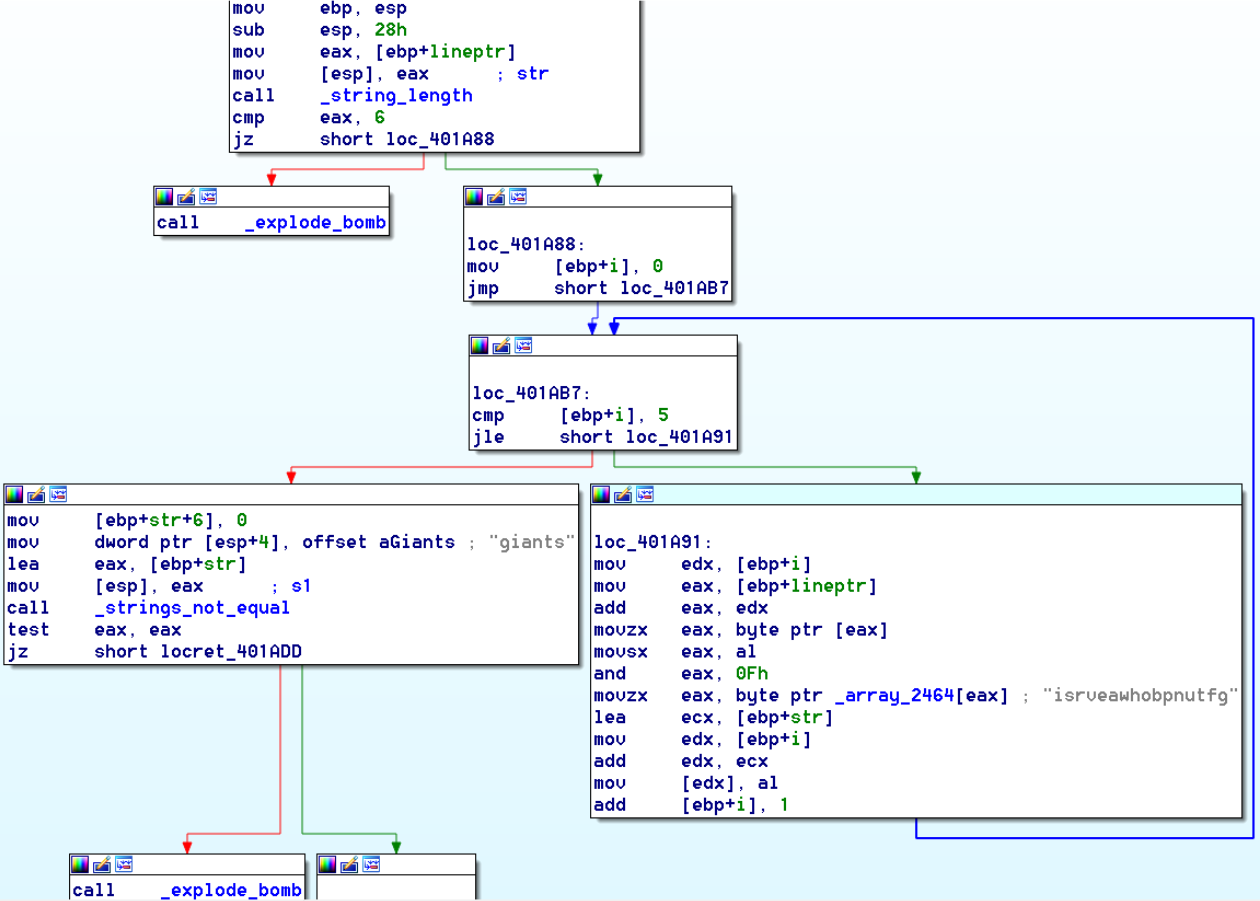 mov ebp, esp
sub esp, 28h
mov eax, [ebp+lineptr]
mov [esp], eax ; str
call _string_length
cmp eax, 6
jz short loc_401A88
call _explode_bomb
loc_401A88:
mov [ebp+i], 0
jmp short loc_401AB7
loc_401AB7:
cmp [ebp+i], 5
jle short loc_401A91
mov [ebp+str+6], 0
mov dword ptr [esp+4], offset aGiants ; "giants"
lea eax, [ebp+str]
mov [esp], eax ; s1
call _strings_not_equal
test eax, eax
jz short locret_401ADD
loc_401A91:
mov edx, [ebp+i]
mov eax, [ebp+lineptr]
add eax, edx
movzx eax, byte ptr [eax]
movsx eax, al
and eax, 0Fh
movzx eax, byte ptr _array_2464[eax] ; "isrveawhobpnutfg"
lea ecx, [ebp+str]
mov edx, [ebp+i]
add edx, ecx
mov [edx], al
add [ebp+i], 1
call _explode_bomb